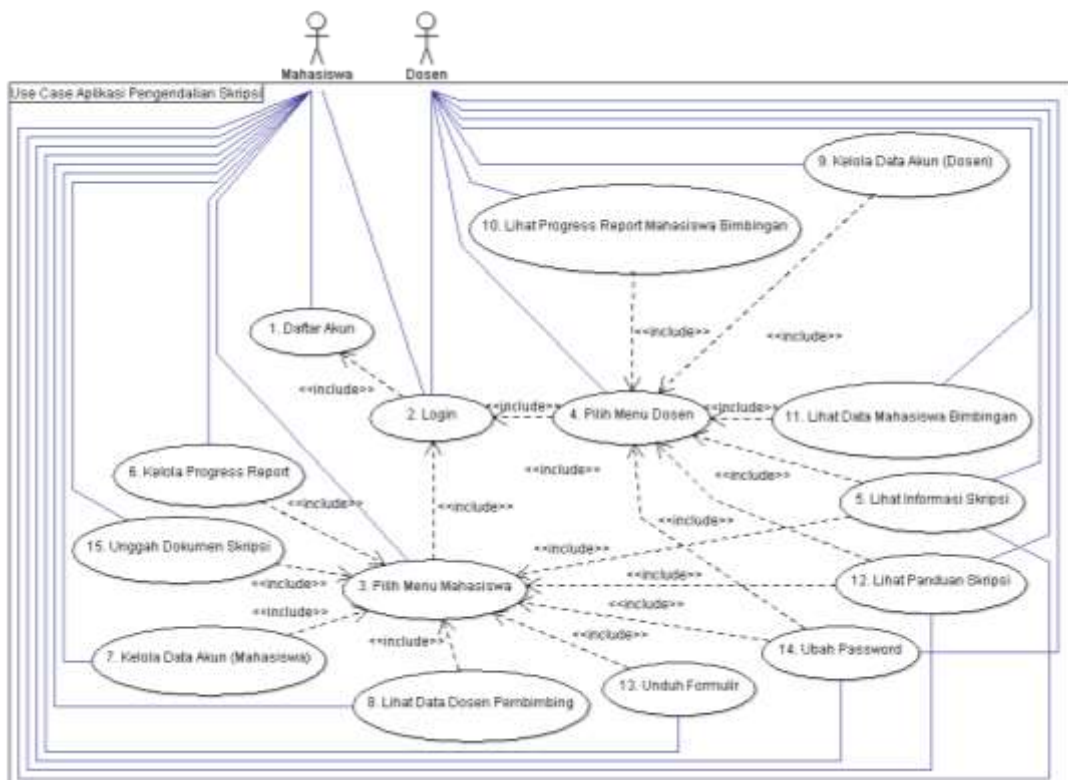 Mahasiswa
Dosen
Use Case Aplikasi Pengendalian Skripsi
9. Kelola Data Akun (Dosen)
10. Lihat Progress Report Mahasiswa Bimbingan
1. Daftar Akun
<<include>>
<<include>>
<<include>>
2. Login
<<include>>
4. Pilih Menu Dosen
<<include>>
11. Lihat Data Mahasiswa Bimbingan
6. Kelola Progress Report
<<include>>
<<include>>
5. Lihat Informasi Skripsi
<<include>>
<<include>>
<<include>>
15. Unggah Dokumen Skripsi
<<include>>
3. Pilih Menu Mahasiswa
<<include>>
12. Lihat Panduan Skripsi
<<include>>
<<include>>
<<include>>
7. Kelola Data Akun (Mahasiswa)
14. Ubah Password
<<include>>
13. Unduh Formulir
8. Lihat Data Dosen Pembimbing